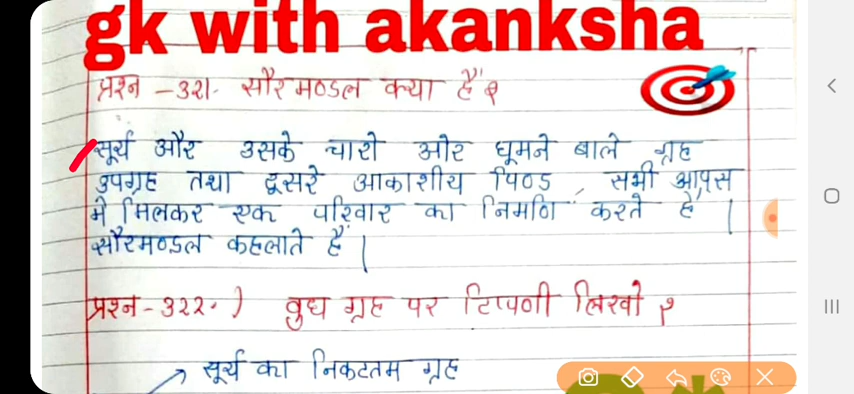 gk with akanksha
प्रश्न -321. सौरमण्डल क्या हैं ?
सूर्य और उसके चारो ओर घूमने बाले ग्रह
उपग्रह तथा दूसरे आकाशीय पिण्ड , सभी आपस
मे मिलकर एक परिवार का निर्माण करते है |
सौरमण्डल कहलाते हैं |
प्रश्न-322.) वुध ग्रह पर टिप्पणी लिखो ?
सूर्य का निकटतम ग्रह